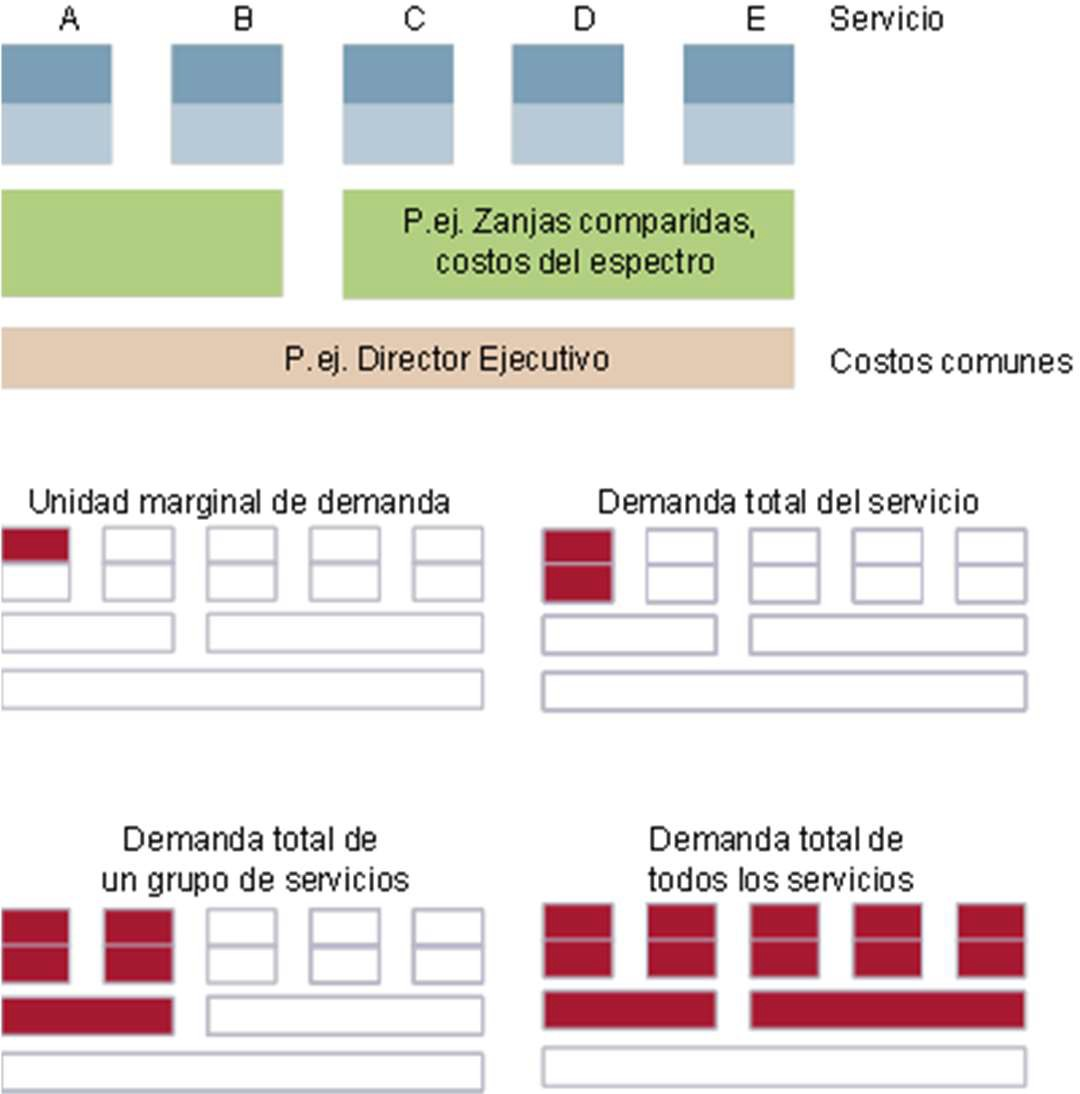 A B C D E Servicio
P.ej. Zanjas comparidas,
costos del espectro
P.ej. Director Ejecutivo
Costos comunes
Unidad marginal de demanda
Demanda total del servicio
Demanda total de
un grupo de servicios
Demanda total de
todos los servicios